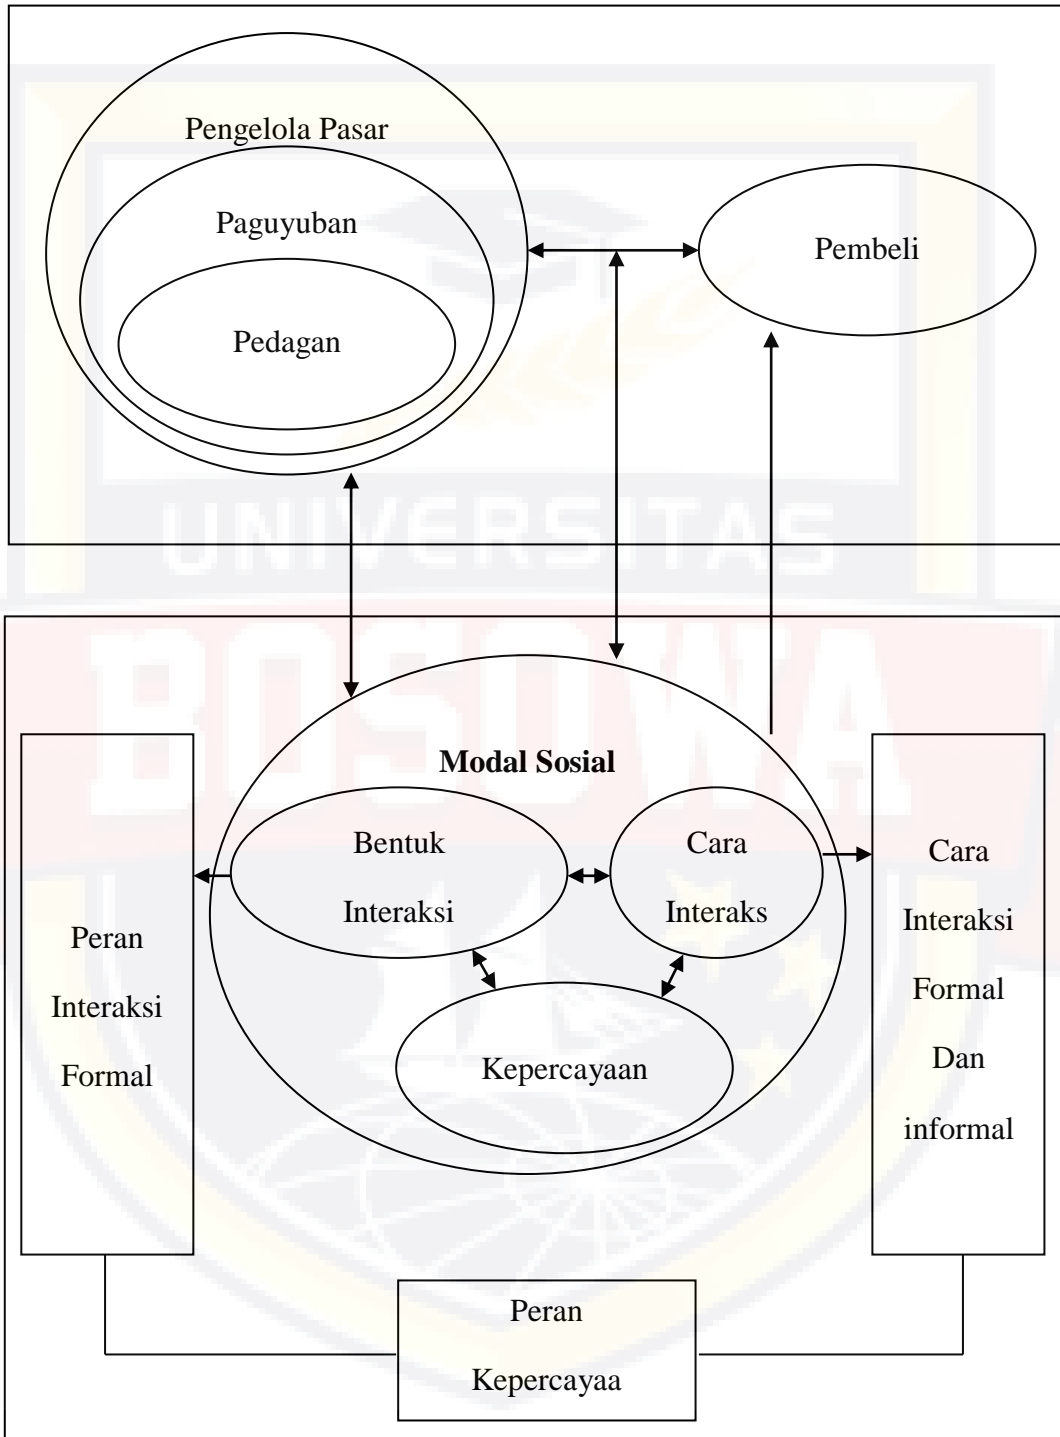 Pengelola Pasar
Paguyuban
Pedagan
Pembeli
UNIVERSITAS
BOSOWA
Modal Sosial
Bentuk
Interaksi
Cara
Interaks
Kepercayaan
Peran
Interaksi
Formal
Cara
Interaksi
Formal
Dan
informal
Peran
Kepercayaa